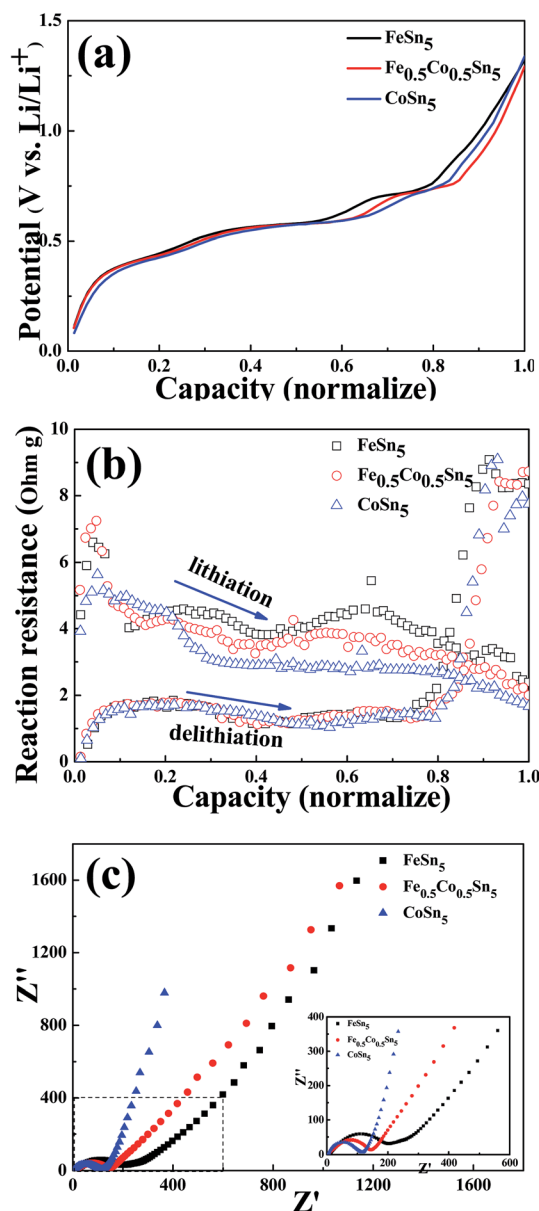 (a)
FeSn5
Fe0.5Co0.5Sn5
CoSn5
Potential (V vs. Li/Li+)
1.5
1.0
0.5
0.0
0.0 0.2 0.4 0.6 0.8 1.0
Capacity (normalize)
(b)
FeSn5
Fe0.5Co0.5Sn5
CoSn5
lithiation
delithiation
Reaction resistance (Ohm g)
10
8
6
4
2
0
0.0 0.2 0.4 0.6 0.8 1.0
Capacity (normalize)
(c)
FeSn5
Fe0.5Co0.5Sn5
CoSn5
Z''
1600
1200
800
400
0
0 400 800 1200 1600
Z'
FeSn5
Fe0.5Co0.5Sn5
CoSn5
Z''
400
300
200
100
0
0 200 400 600
Z'